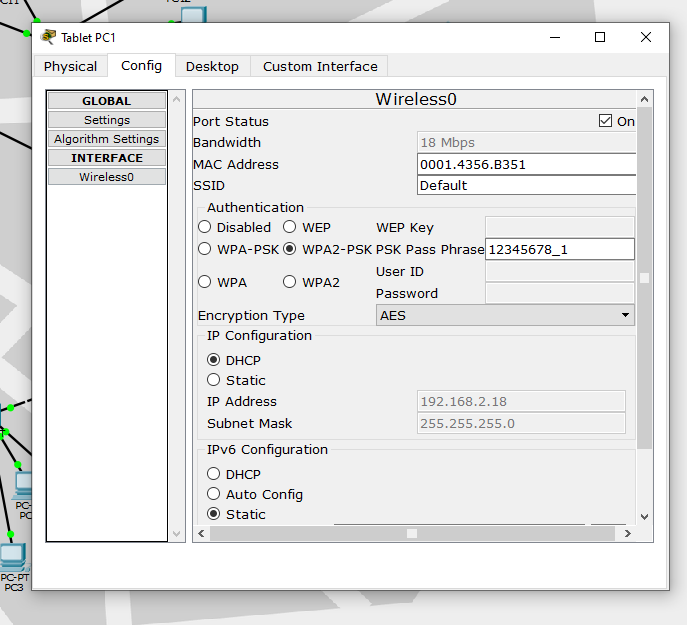 PC12
Tablet PC1
Physical
Config
Desktop
Custom Interface
GLOBAL
Settings
Algorithm Settings
INTERFACE
Wireless0
Wireless0
Port Status
On
Bandwidth
18 Mbps
MAC Address
0001.4356.B351
SSID
Default
Authentication
Disabled
WEP
WEP Key
WPA-PSK
WPA2-PSK
PSK Pass Phrase
12345678_1
WPA
WPA2
User ID
Password
Encryption Type
AES
IP Configuration
DHCP
Static
IP Address
192.168.2.18
Subnet Mask
255.255.255.0
IPv6 Configuration
DHCP
Auto Config
Static
PC-
PC
PC-PT
PC3